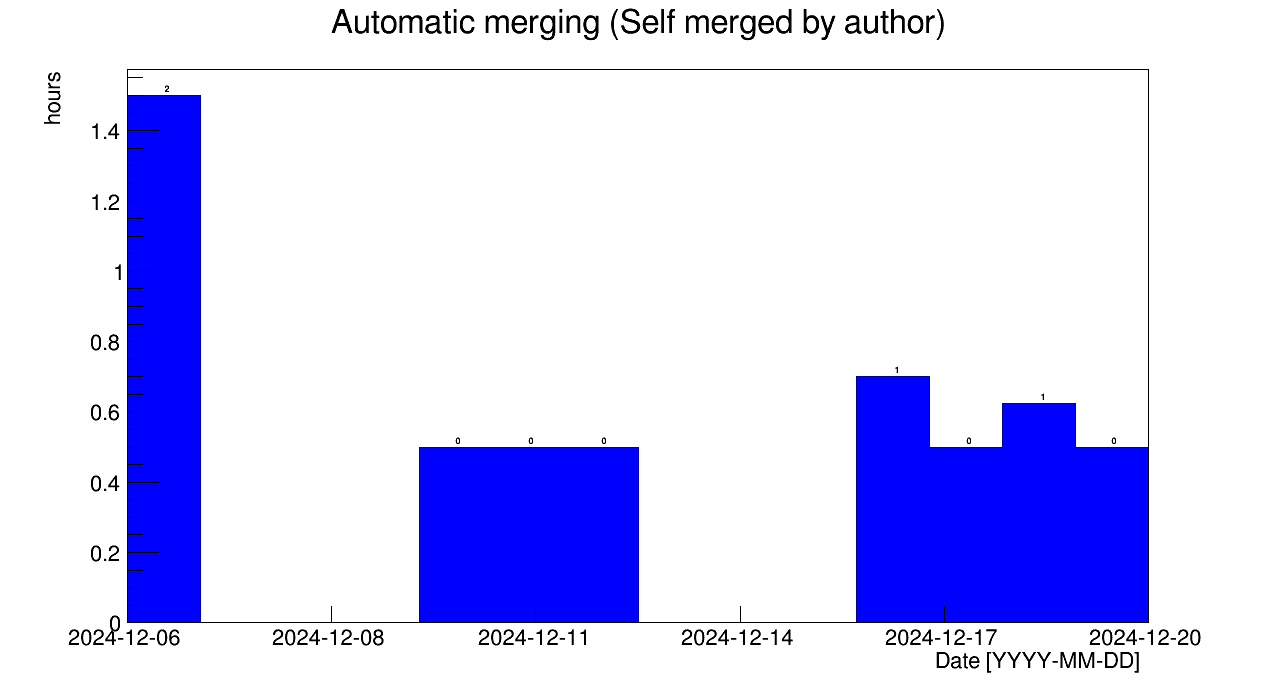 Automatic merging (Self merged by author)
hours
2
1.4
1.2
1
0.8
1
0.6
1
0 0 0 0 0
0.4
0.2
0
2024-12-06 2024-12-08 2024-12-11 2024-12-14 2024-12-17 2024-12-20
Date [YYYY-MM-DD]